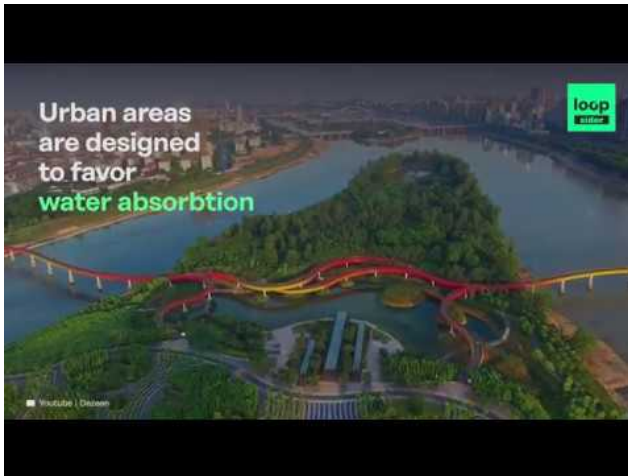 Urban areas
are designed
to favor
water absorbtion
loop
sider
Youtube | Dezeen